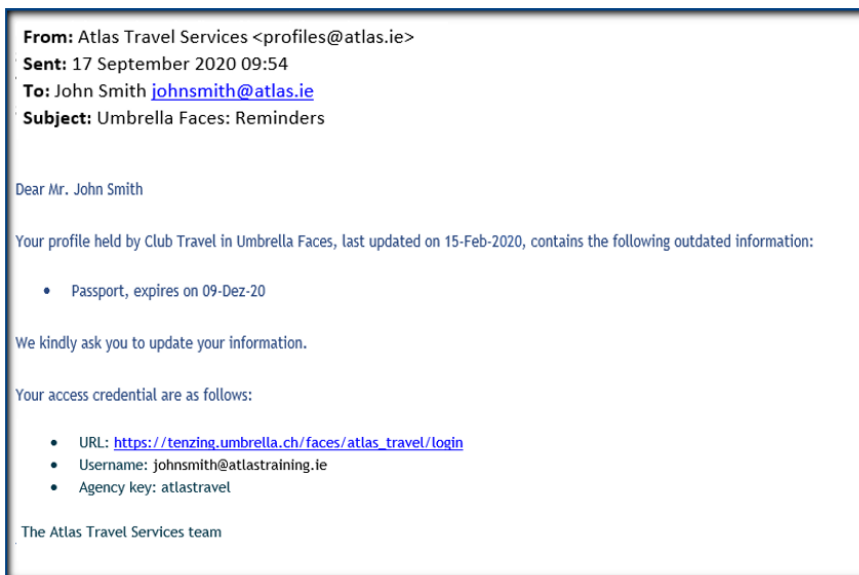 From: Atlas Travel Services <profiles@atlas.ie>
Sent: 17 September 2020 09:54
To: John Smith johnsmith@atlas.ie
Subject: Umbrella Faces: Reminders
Dear Mr. John Smith
Your profile held by Club Travel in Umbrella Faces, last updated on 15-Feb-2020, contains the following outdated information:
• Passport, expires on 09-Dez-20
We kindly ask you to update your information.
Your access credential are as follows:
• URL: https://tenzing.umbrella.ch/faces/atlas_travel/login
• Username: johnsmith@atlastraining.ie
• Agency key: atlastravel
The Atlas Travel Services team